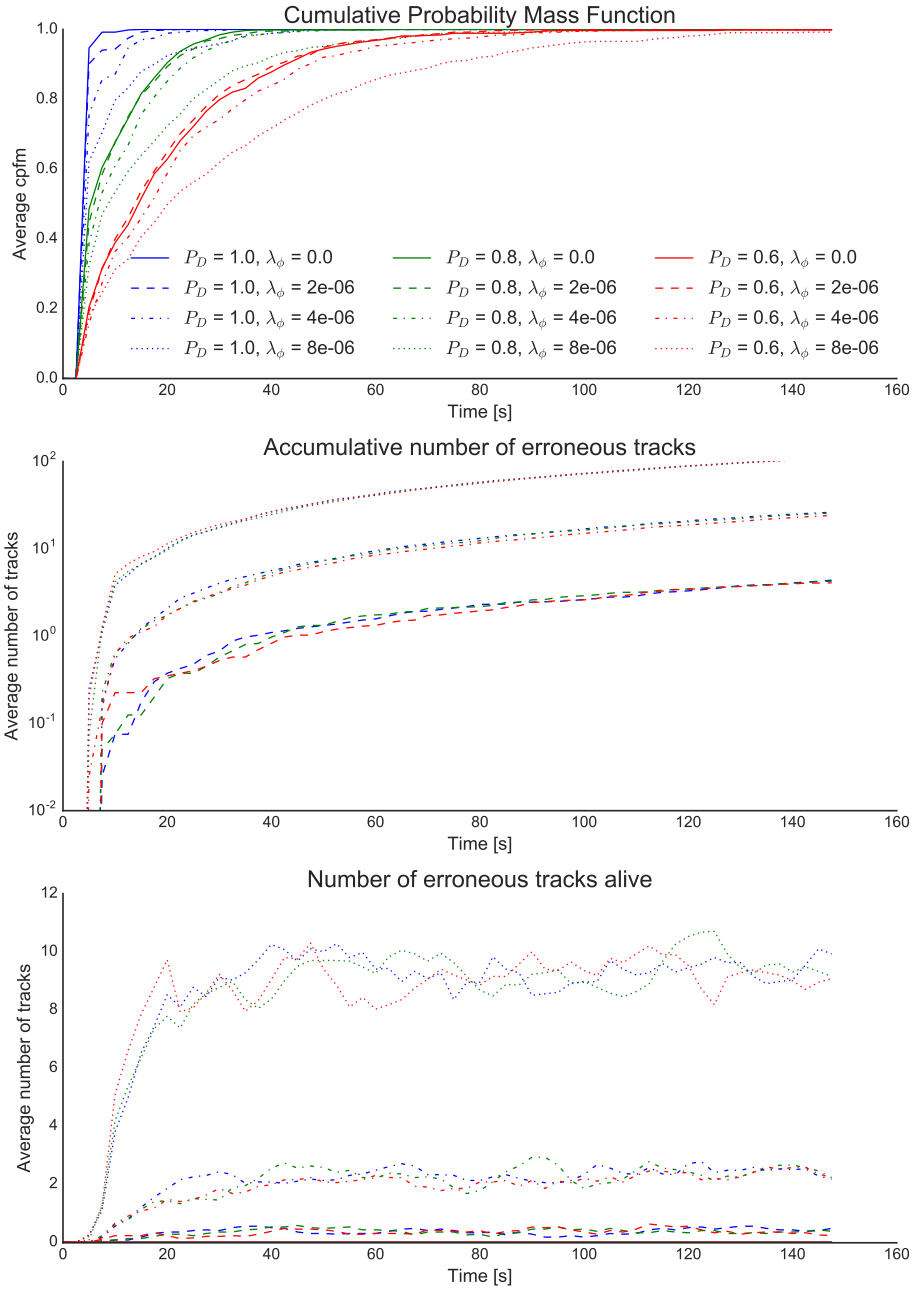 Cumulative Probability Mass Function
1.0
0.8
0.6
0.4
0.2
0.0
Average cpfm
P_D = 1.0, λ_ϕ = 0.0
P_D = 0.8, λ_ϕ = 0.0
P_D = 0.6, λ_ϕ = 0.0
P_D = 1.0, λ_ϕ = 2e-06
P_D = 0.8, λ_ϕ = 2e-06
P_D = 0.6, λ_ϕ = 2e-06
P_D = 1.0, λ_ϕ = 4e-06
P_D = 0.8, λ_ϕ = 4e-06
P_D = 0.6, λ_ϕ = 4e-06
P_D = 1.0, λ_ϕ = 8e-06
P_D = 0.8, λ_ϕ = 8e-06
P_D = 0.6, λ_ϕ = 8e-06
0 20 40 60 80 100 120 140 160
Time [s]
Accumulative number of erroneous tracks
10^2
10^1
10^0
10^-1
10^-2
Average number of tracks
0 20 40 60 80 100 120 140 160
Time [s]
Number of erroneous tracks alive
12
10
8
6
4
2
0
Average number of tracks
0 20 40 60 80 100 120 140 160
Time [s]